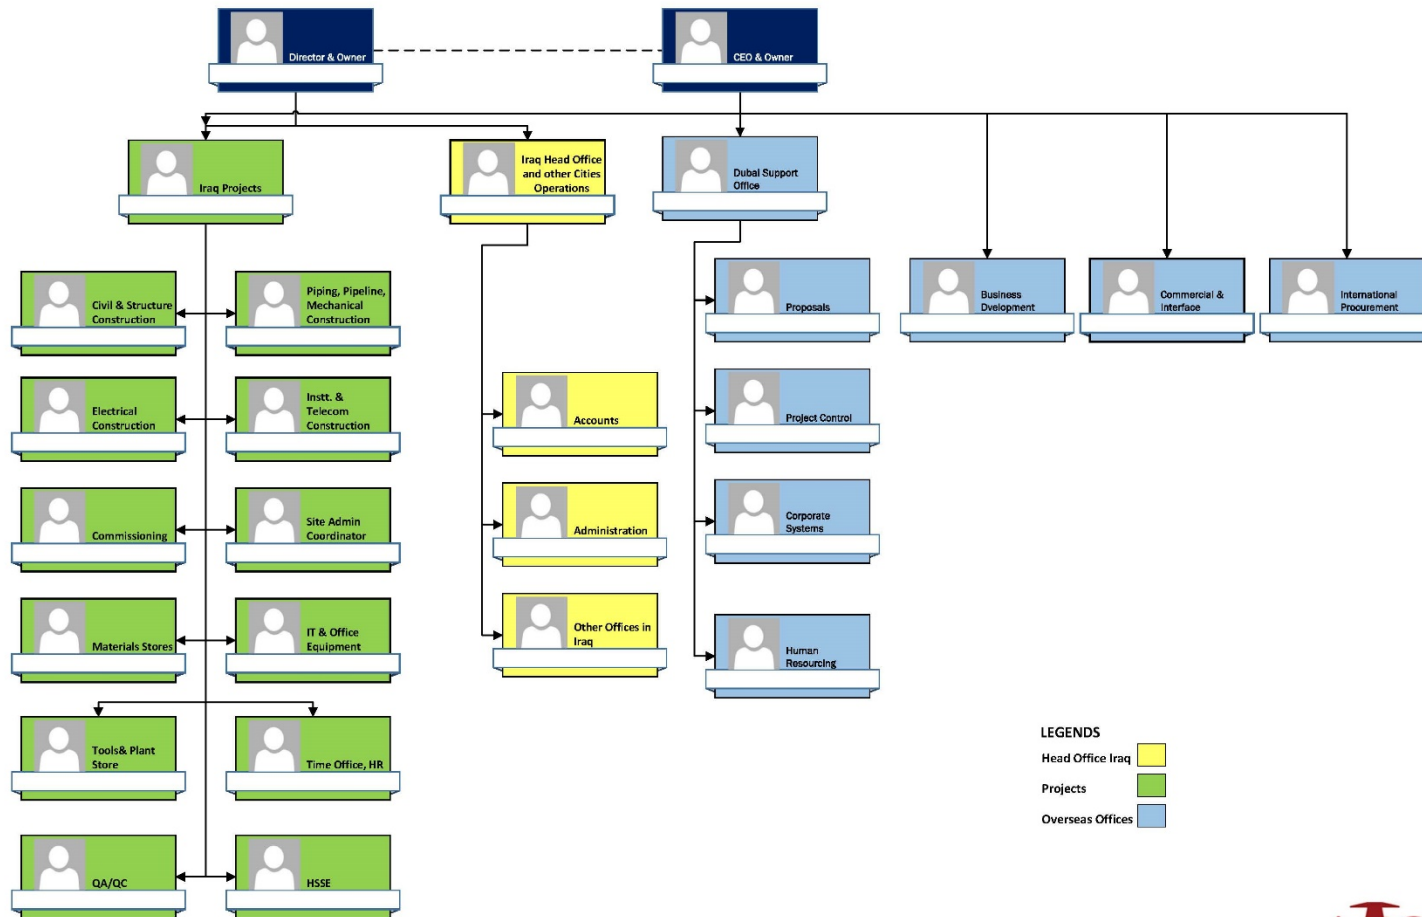 Director & Owner
CEO & Owner
Iraq Projects
Iraq Head Office
and other Cities
Operations
Dubal Support
Office
Civil & Structure
Construction
Piping, Pipeline,
Mechanical
Construction
Proposals
Business
Dvelopment
Commercial &
Interface
International
Procurement
Electrical
Construction
Instt. &
Telecom
Construction
Accounts
Project Control
Commissioning
Site Admin
Coordinator
Administration
Corporate
Systems
Materials Stores
IT & Office
Equipment
Other Offices in
Iraq
Human
Resourcing
Tools& Plant
Store
Time Office, HR
QA/QC
HSSE
LEGENDS
Head Office Iraq
Projects
Overseas Offices